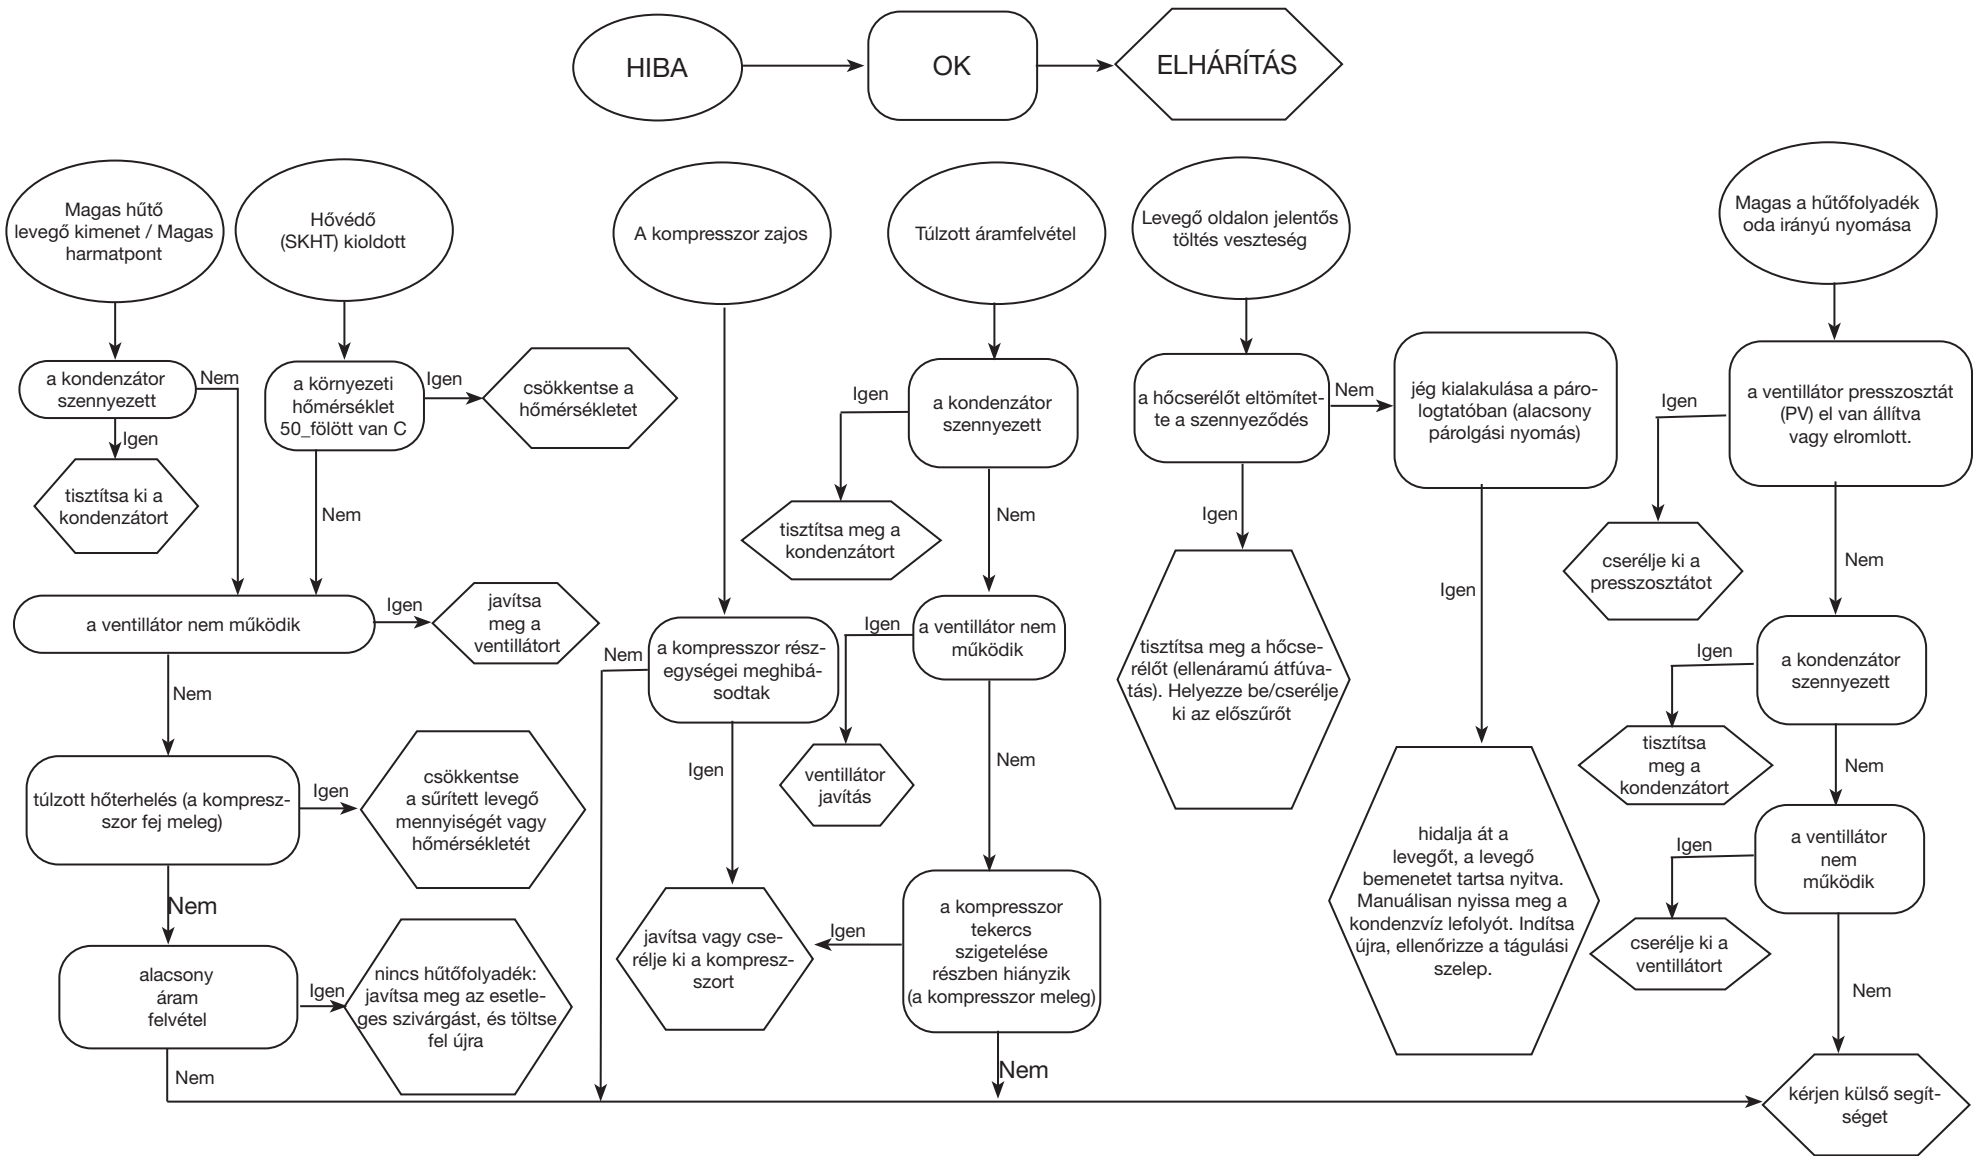 HIBA
OK
ELHÁRÍTÁS
Magas hűtő
levegő kimenet / Magas
harmatpont
a kondenzátor
szennyezett
Nem
Igen
tisztítsa ki a
kondenzátort
Hővédő
(SKHT) kioldott
a környezeti
hőmérséklet
50_fölött van C
Igen
csökkentse a
hőmérsékletet
Nem
a ventillátor nem működik
Igen
javítsa
meg a
ventillátort
Nem
túlzott hőterhelés (a kompresz-
szor fej meleg)
Igen
csökkentse
a sűrített levegő
mennyiségét vagy
hőmérsékletét
Nem
alacsony
áram
felvétel
Igen
nincs hűtőfolyadék:
javítsa meg az esetle-
ges szivárgást, és töltse
fel újra
Nem
A kompresszor zajos
a kompresszor rész-
egységei meghibá-
sodtak
Nem
Igen
javítsa vagy cse-
rélje ki a kompresz-
szort
Túlzott áramfelvétel
a kondenzátor
szennyezett
Igen
tisztítsa meg a
kondenzátort
Nem
a ventillátor nem
működik
Igen
ventillátor
javítás
Nem
a kompresszor
tekercs
szigetelése
részben hiányzik
(a kompresszor meleg)
Igen
Nem
Levegő oldalon jelentős
töltés veszteség
a hőcserélőt eltömítet-
te a szennyeződés
Nem
Igen
tisztítsa meg a hőcse-
rélőt (ellenáramú átfúva-
tás). Helyezze be/cserélje
ki az előszűrőt
jég kialakulása a páro-
logtatóban (alacsony
párolgási nyomás)
Igen
hidalja át a
levegőt, a levegő
bemenetet tartsa nyitva.
Manuálisan nyissa meg a
kondenzvíz lefolyót. Indítsa
újra, ellenőrizze a tágulási
szelep.
Magas a hűtőfolyadék
oda irányú nyomása
a ventillátor presszosztát
(PV) el van állítva
vagy elromlott.
Igen
cserélje ki a
presszosztátot
Nem
a kondenzátor
szennyezett
Igen
tisztítsa
meg a
kondenzátort
Nem
a ventillátor
nem
működik
Igen
cserélje ki a
ventillátort
Nem
kérjen külső segít-
séget